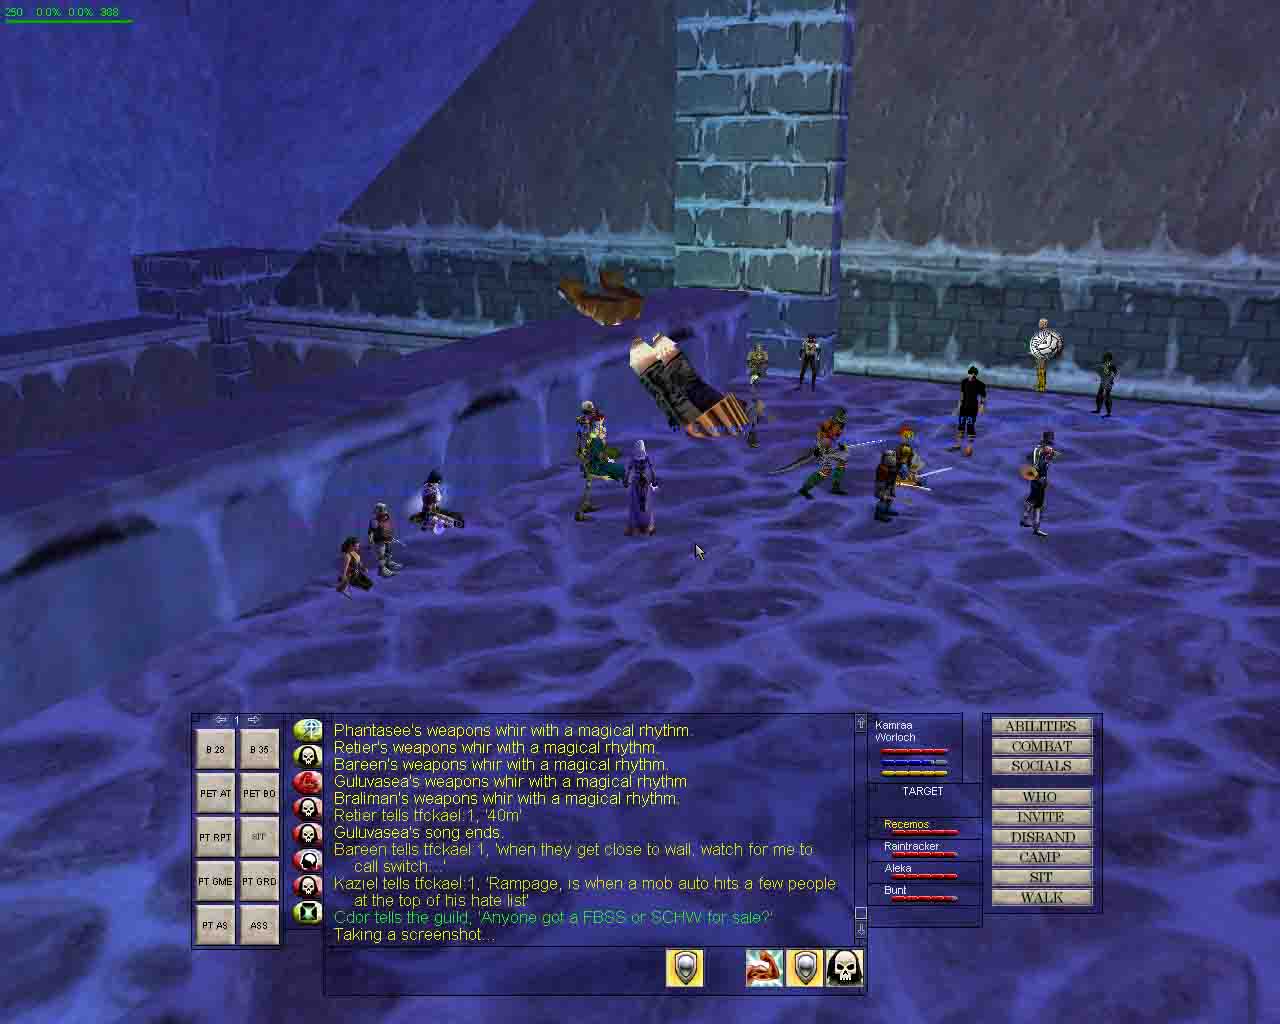 250 0.0% 0.0% 388
1
B 28
B 35
PET AT
PET BO
PT RPT
SIT
PT GME
PT GRD
PT AS
ASS
Phantasee's weapons whir with a magical rhythm.
Retier's weapons whir with a magical rhythm.
Bareen's weapons whir with a magical rhythm.
Guluvasea's weapons whir with a magical rhythm
Braliman's weapons whir with a magical rhythm.
Retier tells tfckael:1, '40m'
Guluvasea's song ends.
Bareen tells tfckael:1, 'when they get close to wall, watch for me to
call switch...'
Kaziel tells tfckael:1, 'Rampage, is when a mob auto hits a few people
at the top of his hate list'
Cdor tells the guild, 'Anyone got a FBSS or SCHW for sale?'
Taking a screenshot...
Kamraa
Worloch
TARGET
Recemos
Raintracker
Aleka
Bunt
ABILITIES
COMBAT
SOCIALS
WHO
INVITE
DISBAND
CAMP
SIT
WALK